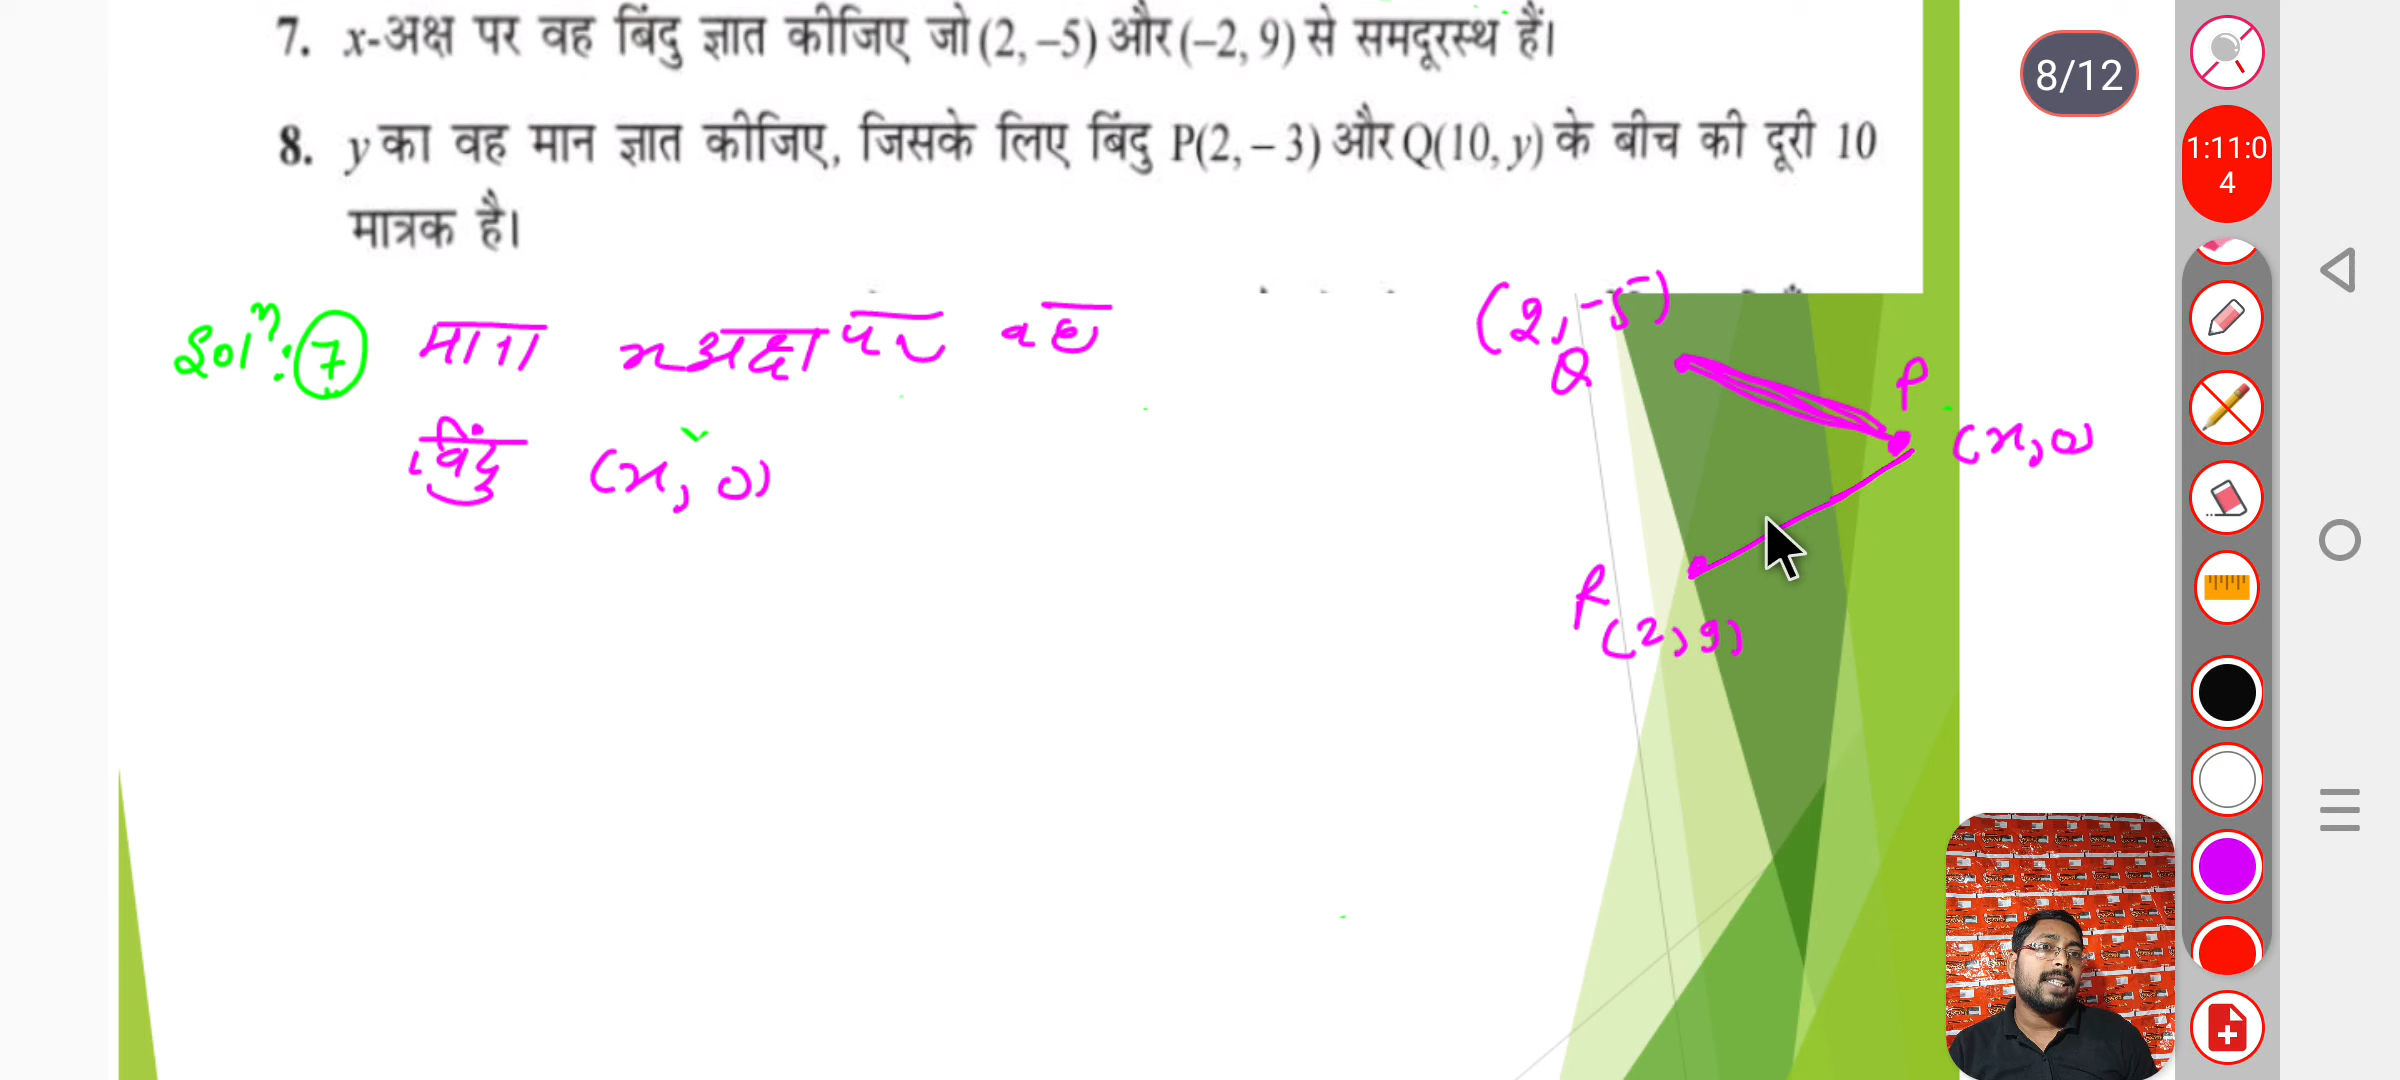 7. x-अक्ष पर वह बिंदु ज्ञात कीजिए जो (2, –5) और (–2, 9) से समदूरस्थ हैं।
8. y का वह मान ज्ञात कीजिए, जिसके लिए बिंदु P(2, – 3) और Q(10, y) के बीच की दूरी 10
मात्रक है।
8/12
1:11:0
4
Solⁿ: 7 माना x अक्ष पर वह
बिंदु (x, 0)
(2, -5)
Q
P
(x, 0)
R
(2, 9)